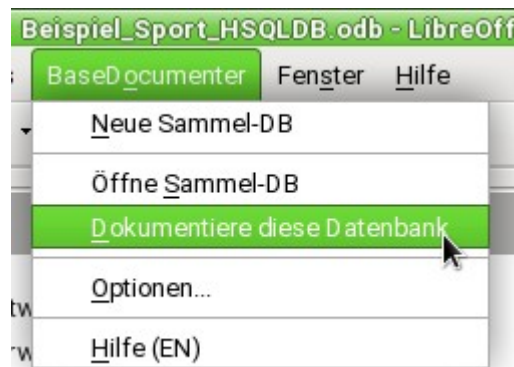 Beispiel_Sport_HSQLDB.odb - LibreOff
BaseDocumenter Fenster Hilfe
Neue Sammel-DB
Öffne Sammel-DB
Dokumentiere diese Datenbank
Optionen...
Hilfe (EN)